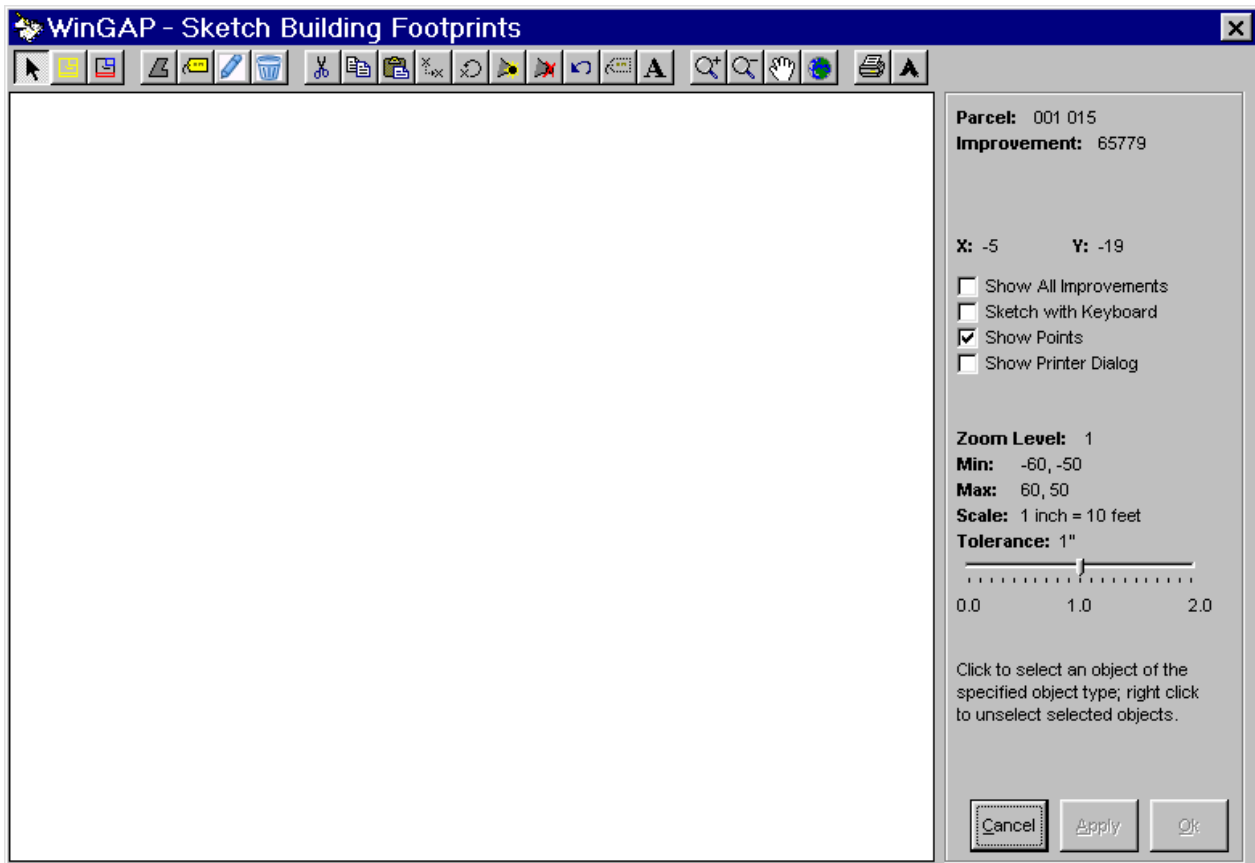 WinGAP - Sketch Building Footprints
A
Parcel: 001 015
Improvement: 65779
X: -5 Y: -19
Show All Improvements
Sketch with Keyboard
Show Points
Show Printer Dialog
Zoom Level: 1
Min: -60, -50
Max: 60, 50
Scale: 1 inch = 10 feet
Tolerance: 1"
0.0 1.0 2.0
Click to select an object of the
specified object type; right click
to unselect selected objects.
Cancel Apply Ok